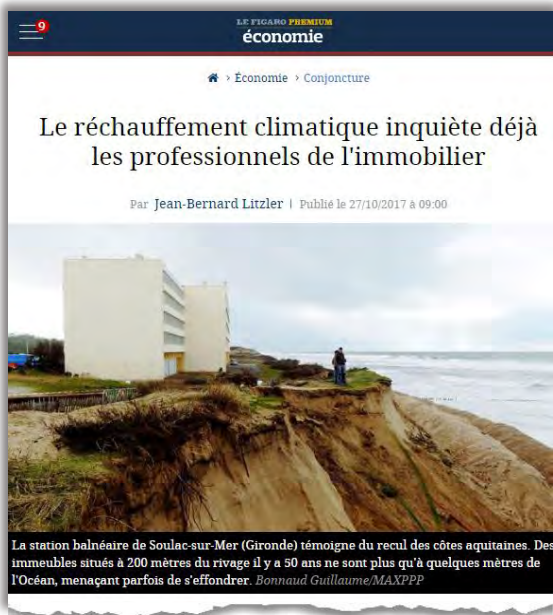 9
LE FIGARO PREMIUM
économie
> Économie > Conjoncture
Le réchauffement climatique inquiète déjà
les professionnels de l'immobilier
Par Jean-Bernard Litzler | Publié le 27/10/2017 à 09:00
La station balnéaire de Soulac-sur-Mer (Gironde) témoigne du recul des côtes aquitaines. Des
immeubles situés à 200 mètres du rivage il y a 50 ans ne sont plus qu'à quelques mètres de
l'Océan, menaçant parfois de s'effondrer. Bonnaud Guillaume/MAXPPP